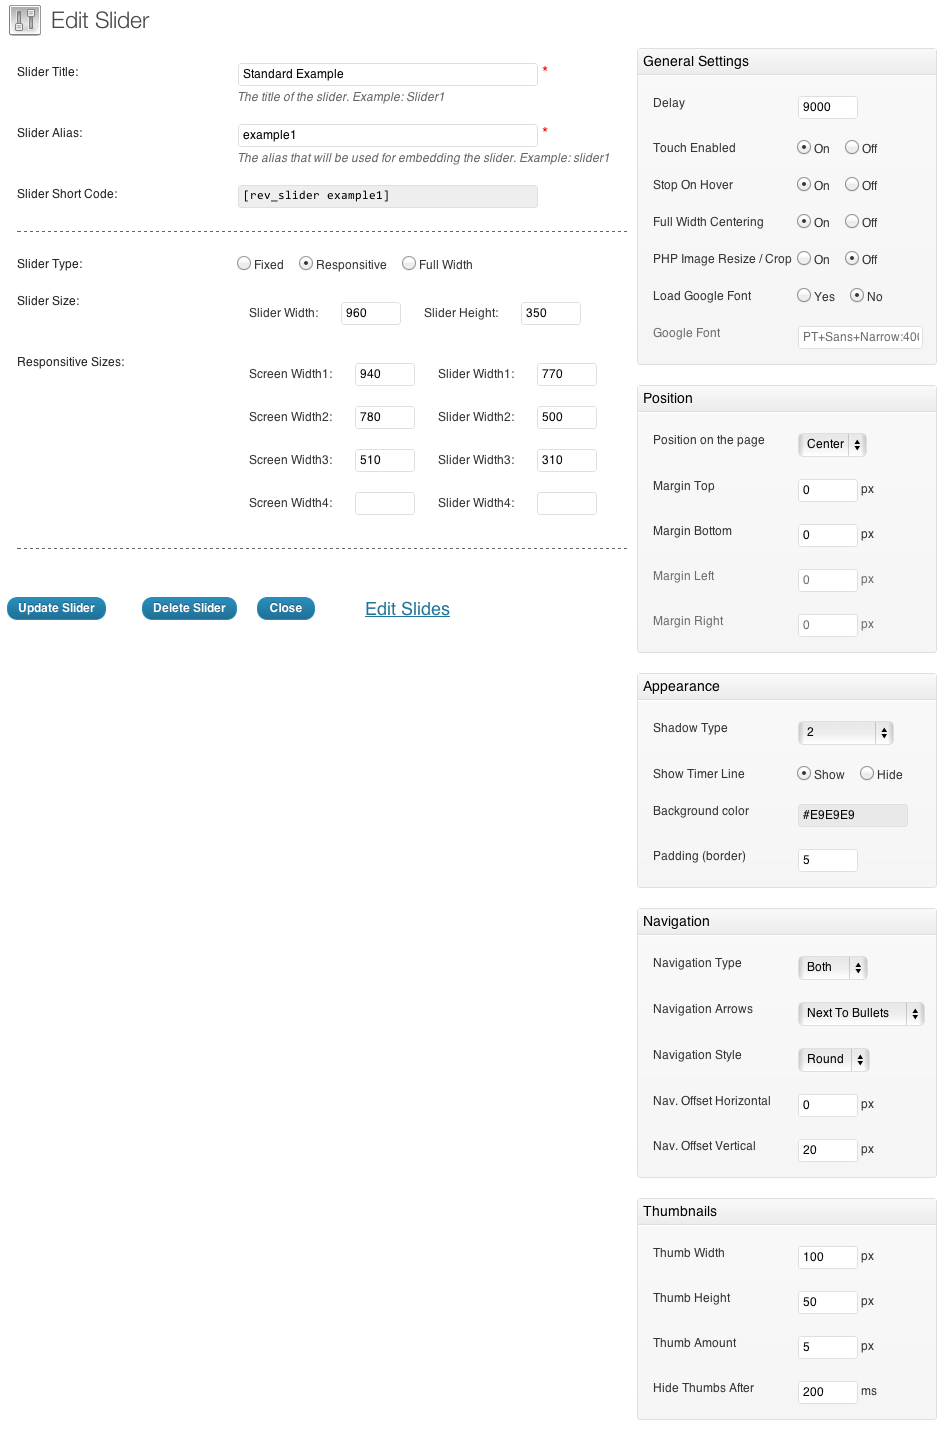 Edit Slider
Slider Title: Standard Example *
The title of the slider. Example: Slider1
Slider Alias: example1 *
The alias that will be used for embedding the slider. Example: slider1
Slider Short Code: [rev_slider example1]
Slider Type: Fixed Responsitive Full Width
Slider Size: Slider Width: 960 Slider Height: 350
Responsitive Sizes:
Screen Width1: 940 Slider Width1: 770
Screen Width2: 780 Slider Width2: 500
Screen Width3: 510 Slider Width3: 310
Screen Width4: Slider Width4:
Update Slider Delete Slider Close Edit Slides
General Settings
Delay 9000
Touch Enabled On Off
Stop On Hover On Off
Full Width Centering On Off
PHP Image Resize / Crop On Off
Load Google Font Yes No
Google Font PT+Sans+Narrow:400
Position
Position on the page Center
Margin Top 0 px
Margin Bottom 0 px
Margin Left 0 px
Margin Right 0 px
Appearance
Shadow Type 2
Show Timer Line Show Hide
Background color #E9E9E9
Padding (border) 5
Navigation
Navigation Type Both
Navigation Arrows Next To Bullets
Navigation Style Round
Nav. Offset Horizontal 0 px
Nav. Offset Vertical 20 px
Thumbnails
Thumb Width 100 px
Thumb Height 50 px
Thumb Amount 5 px
Hide Thumbs After 200 ms